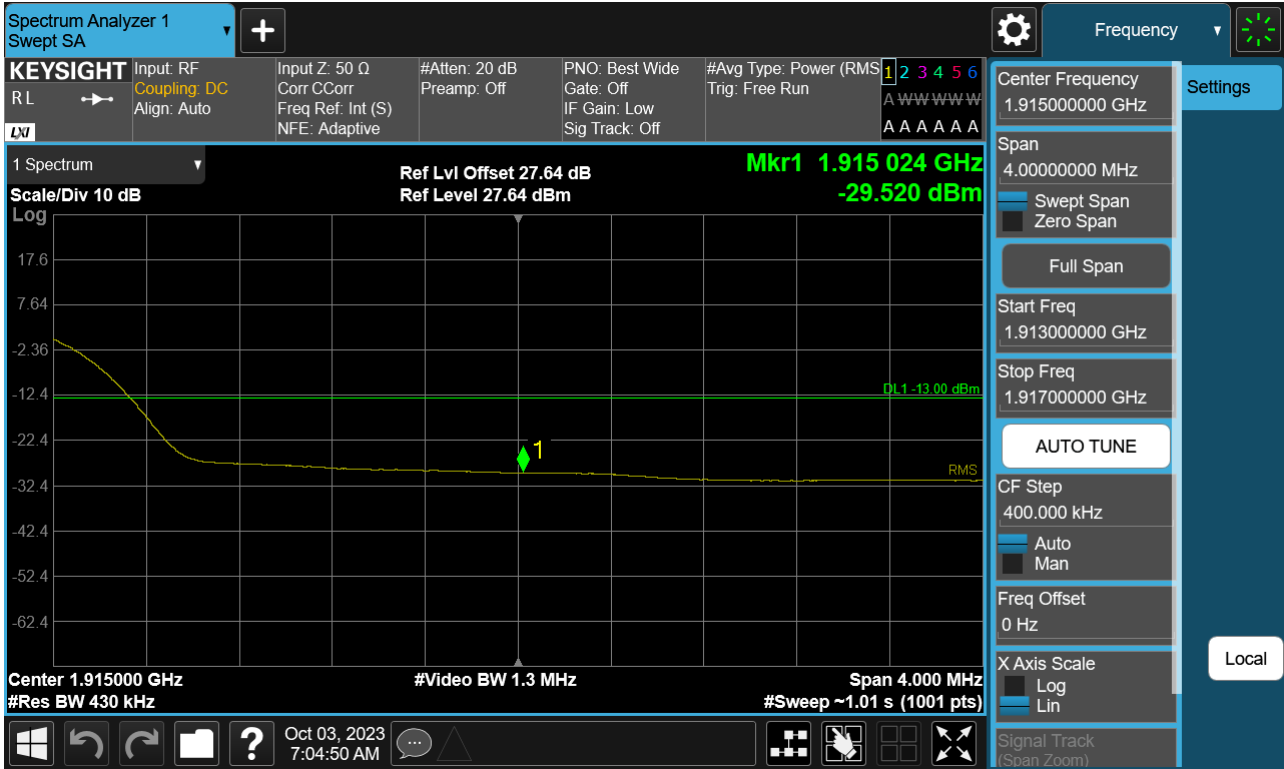 Spectrum Analyzer 1
Swept SA
+
Frequency
KEYSIGHT
R L
LXI
Input: RF
Coupling: DC
Align: Auto
Input Z: 50 Ω
Corr CCorr
Freq Ref: Int (S)
NFE: Adaptive
#Atten: 20 dB
Preamp: Off
PNO: Best Wide
Gate: Off
IF Gain: Low
Sig Track: Off
#Avg Type: Power (RMS
Trig: Free Run
1 2 3 4 5 6
A W W W W W
A A A A A A
1 Spectrum
Scale/Div 10 dB
Log
Ref Lvl Offset 27.64 dB
Ref Level 27.64 dBm
Mkr1 1.915 024 GHz
-29.520 dBm
17.6
7.64
-2.36
-12.4
-22.4
-32.4
-42.4
-52.4
-62.4
DL1 -13.00 dBm
1
RMS
Center 1.915000 GHz
#Res BW 430 kHz
#Video BW 1.3 MHz
Span 4.000 MHz
#Sweep ~1.01 s (1001 pts)
Center Frequency
1.915000000 GHz
Span
4.00000000 MHz
Swept Span
Zero Span
Full Span
Start Freq
1.913000000 GHz
Stop Freq
1.917000000 GHz
AUTO TUNE
CF Step
400.000 kHz
Auto
Man
Freq Offset
0 Hz
X Axis Scale
Log
Lin
Signal Track
(Span Zoom)
Settings
Local
?
Oct 03, 2023
7:04:50 AM